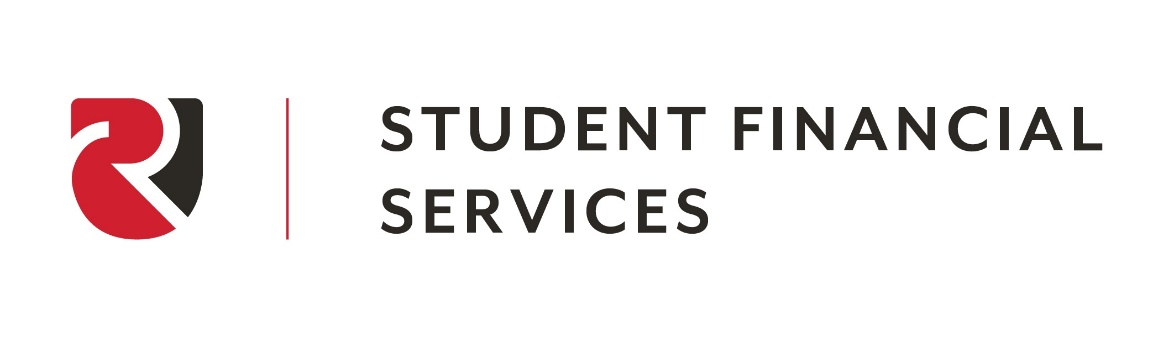 R
STUDENT FINANCIAL
SERVICES